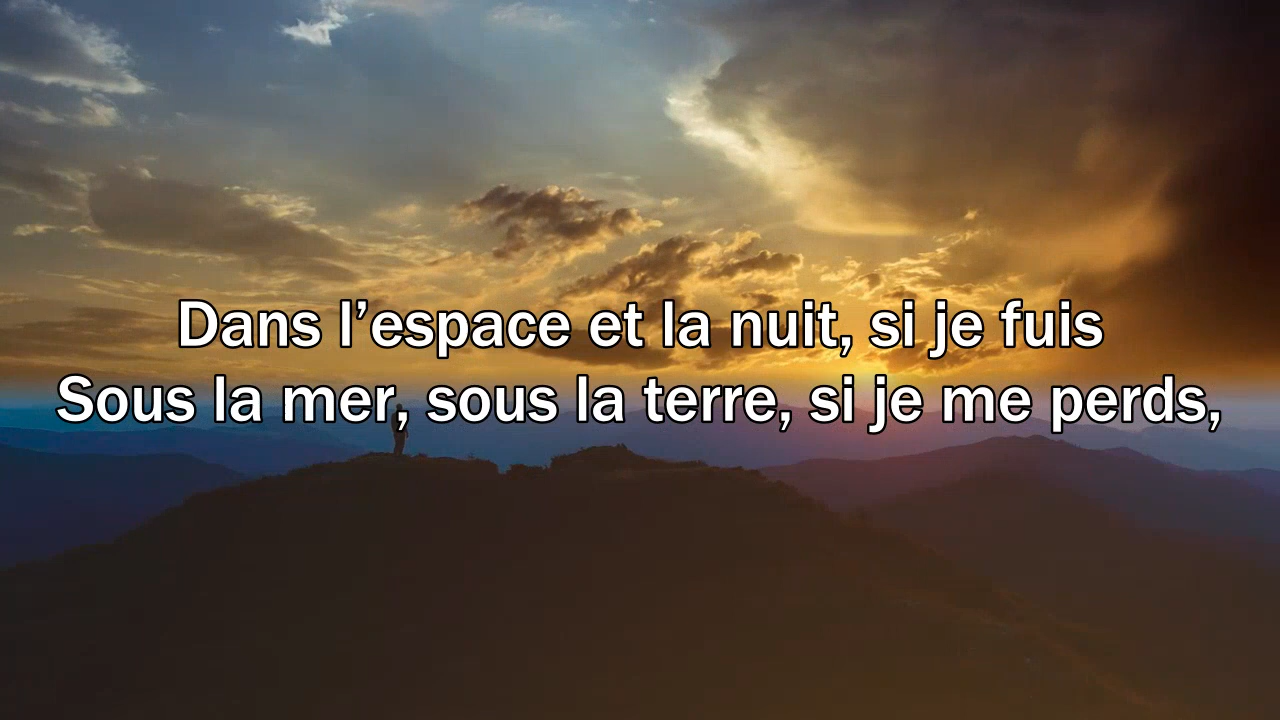 Dans l’espace et la nuit, si je fuis
Sous la mer, sous la terre, si je me perds,